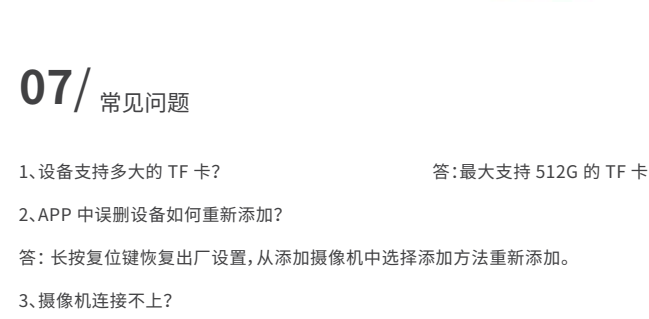 07/ 常见问题
1、设备支持多大的 TF 卡? 答:最大支持 512G 的 TF 卡
2、APP 中误删设备如何重新添加?
答: 长按复位键恢复出厂设置,从添加摄像机中选择添加方法重新添加。
3、摄像机连接不上?